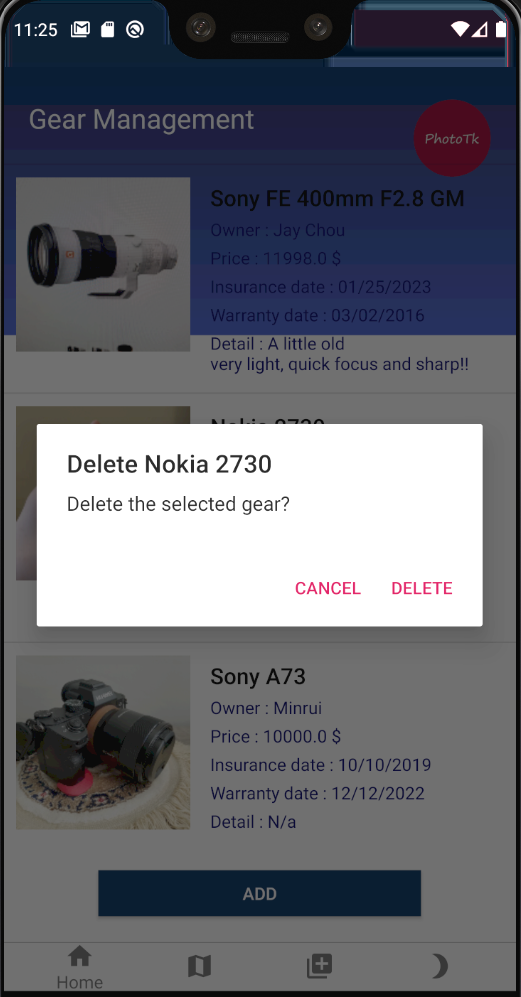 11:25
Gear Management
PhotoTk
Sony FE 400mm F2.8 GM
Owner : Jay Chou
Price : 11998.0 $
Insurance date : 01/25/2023
Warranty date : 03/02/2016
Detail : A little old
very light, quick focus and sharp!!
Nokia 2730
Delete Nokia 2730
Delete the selected gear?
CANCEL DELETE
Sony A73
Owner : Minrui
Price : 10000.0 $
Insurance date : 10/10/2019
Warranty date : 12/12/2022
Detail : N/a
ADD
Home